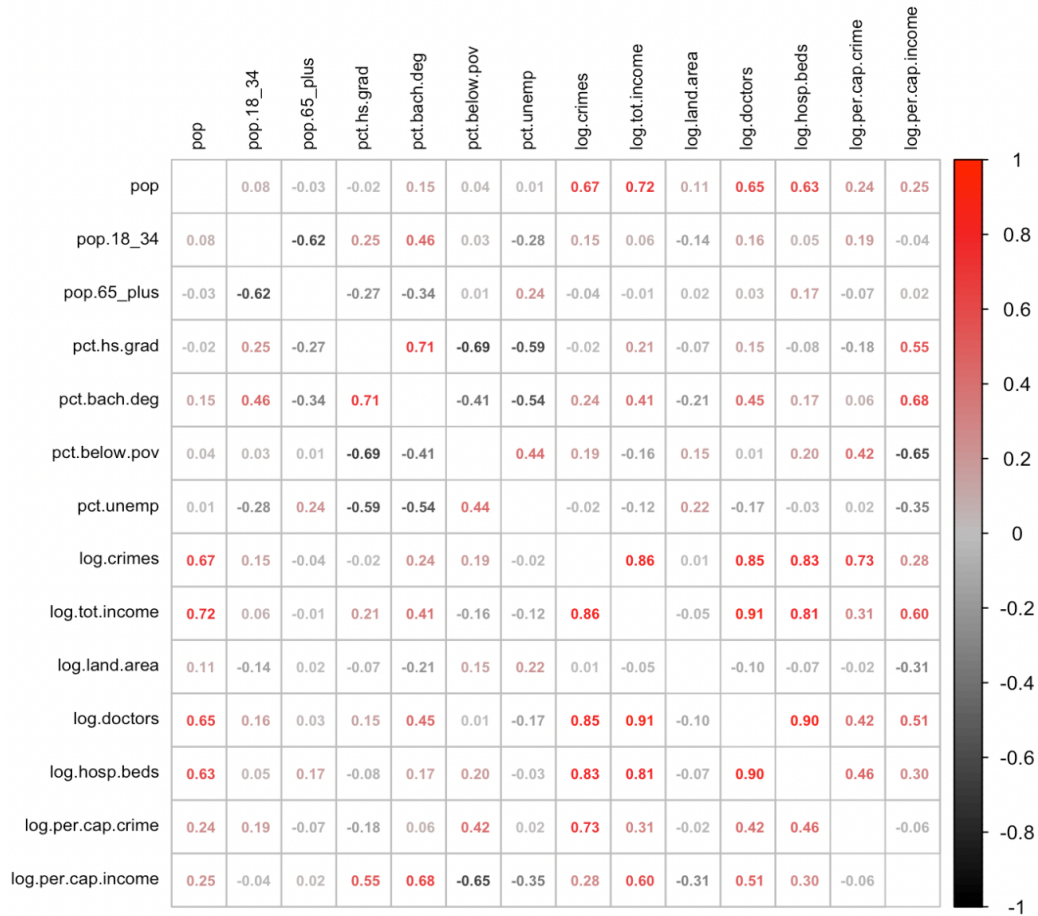 pop pop.18_34 pop.65_plus pct.hs.grad pct.bach.deg pct.below.pov pct.unemp log.crimes log.tot.income log.land.area log.doctors log.hosp.beds log.per.cap.crime log.per.cap.income
pop 0.08 -0.03 -0.02 0.15 0.04 0.01 0.67 0.72 0.11 0.65 0.63 0.24 0.25
pop.18_34 0.08 -0.62 0.25 0.46 0.03 -0.28 0.15 0.06 -0.14 0.16 0.05 0.19 -0.04
pop.65_plus -0.03 -0.62 -0.27 -0.34 0.01 0.24 -0.04 -0.01 0.02 0.03 0.17 -0.07 0.02
pct.hs.grad -0.02 0.25 -0.27 0.71 -0.69 -0.59 -0.02 0.21 -0.07 0.15 -0.08 -0.18 0.55
pct.bach.deg 0.15 0.46 -0.34 0.71 -0.41 -0.54 0.24 0.41 -0.21 0.45 0.17 0.06 0.68
pct.below.pov 0.04 0.03 0.01 -0.69 -0.41 0.44 0.19 -0.16 0.15 0.01 0.20 0.42 -0.65
pct.unemp 0.01 -0.28 0.24 -0.59 -0.54 0.44 -0.02 -0.12 0.22 -0.17 -0.03 0.02 -0.35
log.crimes 0.67 0.15 -0.04 -0.02 0.24 0.19 -0.02 0.86 0.01 0.85 0.83 0.73 0.28
log.tot.income 0.72 0.06 -0.01 0.21 0.41 -0.16 -0.12 0.86 -0.05 0.91 0.81 0.31 0.60
log.land.area 0.11 -0.14 0.02 -0.07 -0.21 0.15 0.22 0.01 -0.05 -0.10 -0.07 -0.02 -0.31
log.doctors 0.65 0.16 0.03 0.15 0.45 0.01 -0.17 0.85 0.91 -0.10 0.90 0.42 0.51
log.hosp.beds 0.63 0.05 0.17 -0.08 0.17 0.20 -0.03 0.83 0.81 -0.07 0.90 0.46 0.30
log.per.cap.crime 0.24 0.19 -0.07 -0.18 0.06 0.42 0.02 0.73 0.31 -0.02 0.42 0.46 -0.06
log.per.cap.income 0.25 -0.04 0.02 0.55 0.68 -0.65 -0.35 0.28 0.60 -0.31 0.51 0.30 -0.06
1
0.8
0.6
0.4
0.2
0
-0.2
-0.4
-0.6
-0.8
-1